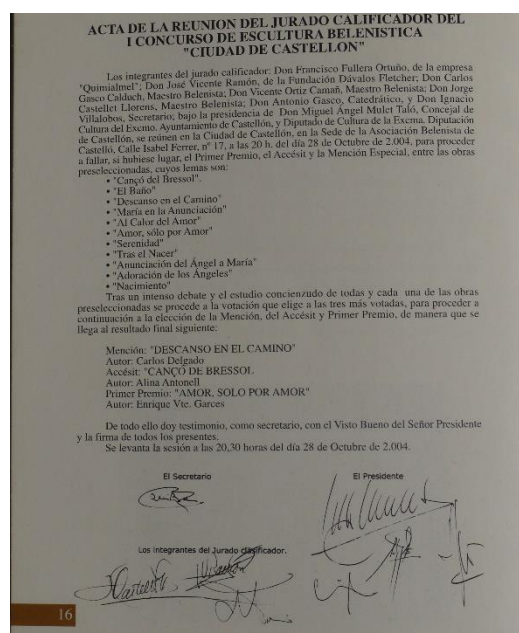 ACTA DE LA REUNION DEL JURADO CALIFICADOR DEL
I CONCURSO DE ESCULTURA BELENISTICA
"CIUDAD DE CASTELLON"
Los integrantes del jurado calificador: Don Francisco Fullera Ortuño, de la empresa
"Quimialmel"; Don José Vicente Ramón, de la Fundación Dávalos Fletcher; Don Carlos
Gasco Calduch, Maestro Belenista; Don Vicente Ortiz Camañ, Maestro Belenista; Don Jorge
Castellet Llorens, Maestro Belenista; Don Antonio Gasco, Catedrático, y Don Ignacio
Villalobos, Secretario; bajo la presidencia de Don Miguel Ángel Mulet Taló, Concejal de
Cultura del Excmo. Ayuntamiento de Castellón, y Diputado de Cultura de la Excma. Diputación
de Castellón, se reúnen en la Ciudad de Castellón, en la Sede de la Asociación Belenista de
Castelló, Calle Isabel Ferrer, nº 17, a las 20 h. del día 28 de Octubre de 2.004, para proceder
a fallar, si hubiese lugar, el Primer Premio, el Accésit y la Mención Especial, entre las obras
preseleccionadas, cuyos lemas son:
• "Cançó del Bressol".
• "El Baño"
• "Descanso en el Camino"
• "María en la Anunciación"
• "Al Calor del Amor"
• "Amor, sólo por Amor"
• "Serenidad"
• "Tras el Nacer"
• "Anunciación del Ángel a María"
• "Adoración de los Ángeles"
• "Nacimiento"
Tras un intenso debate y el estudio concienzudo de todas y cada una de las obras
preseleccionadas se procede a la votación que elige a las tres más votadas, para proceder a
continuación a la elección de la Mención, del Accésit y Primer Premio, de manera que se
llega al resultado final siguiente:
Mención: "DESCANSO EN EL CAMINO"
Autor: Carlos Delgado
Accésit: "CANÇÓ DE BRESSOL
Autor: Alina Antonell
Primer Premio: "AMOR, SOLO POR AMOR"
Autor: Enrique Vte. Garces
De todo ello doy testimonio, como secretario, con el Visto Bueno del Señor Presidente
y la firma de todos los presentes.
Se levanta la sesión a las 20,30 horas del día 28 de Octubre de 2.004.
El Secretario
El Presidente
Los integrantes del Jurado clasificador.
16